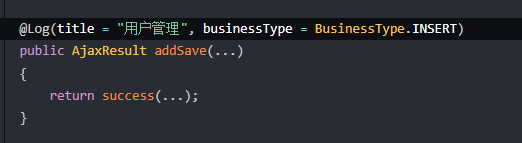 @Log(title = "用户管理", businessType = BusinessType.INSERT)
public AjaxResult addSave(...)
{
return success(...);
}